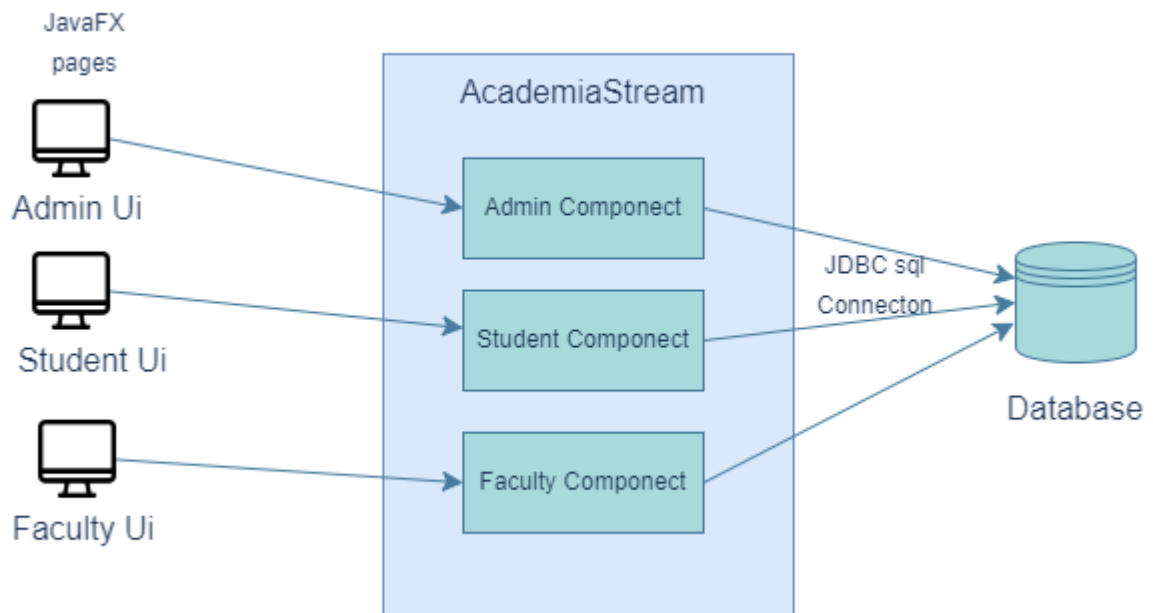 JavaFX
pages
AcademiaStream
Admin Ui
Admin Componect
JDBC sql
Connecton
Student Ui
Student Componect
Database
Faculty Ui
Faculty Componect